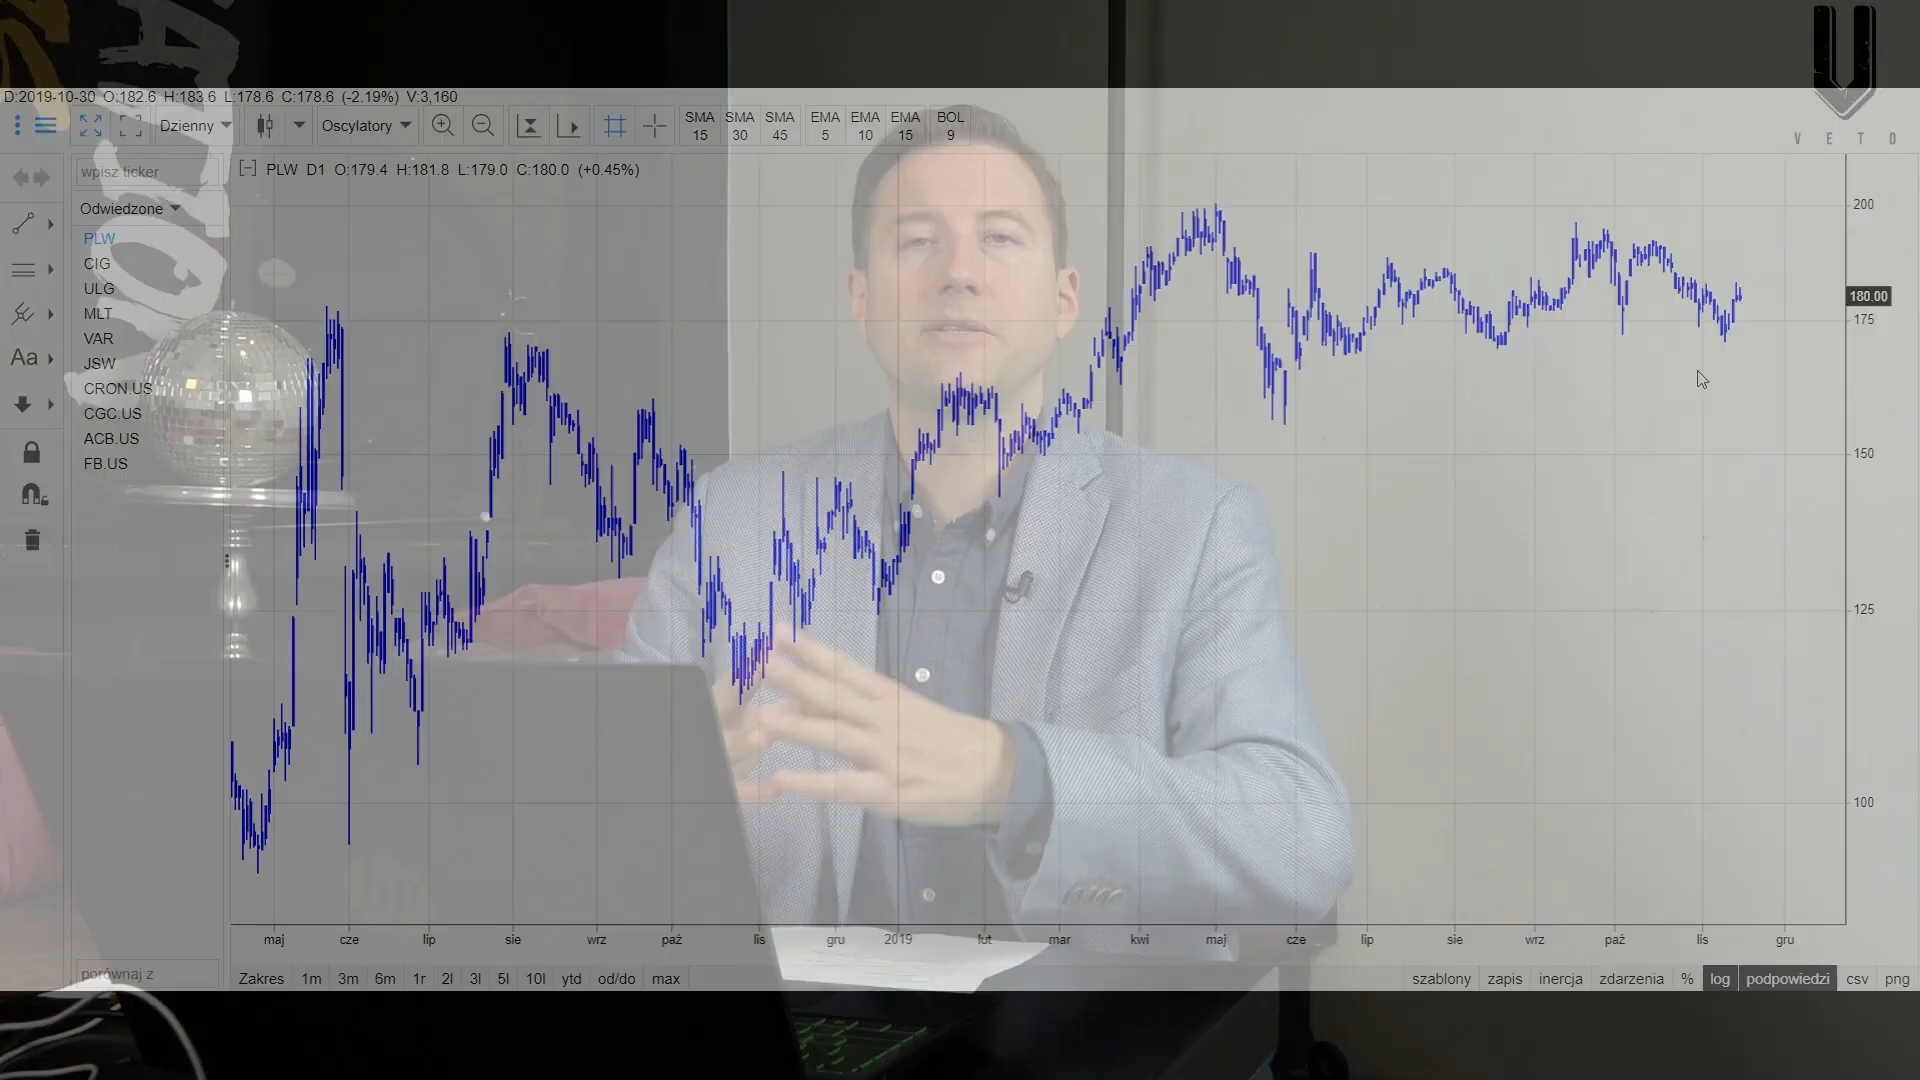 D:2019-10-30 O:182.6 H:183.6 L:178.6 C:178.6 (-2.19%) V:3,160
Dzienny Oscylatory SMA 15 SMA 30 SMA 45 EMA 5 EMA 10 EMA 15 BOL 9
VETO
wpisz ticker
[-] PLW D1 O:179.4 H:181.8 L:179.0 C:180.0 (+0.45%)
Odwiedzone
PLW
CIG
ULG
MLT
VAR
JSW
CRON.US
CGC.US
ACB.US
FB.US
Aa
200
180.00
175
150
125
100
maj cze lip sie wrz paź lis gru 2019 lut mar kwi maj cze lip sie wrz paź lis gru
porównaj z
Zakres 1m 3m 6m 1r 2l 3l 5l 10l ytd od/do max
szablony zapis inercja zdarzenia % log podpowiedzi csv png